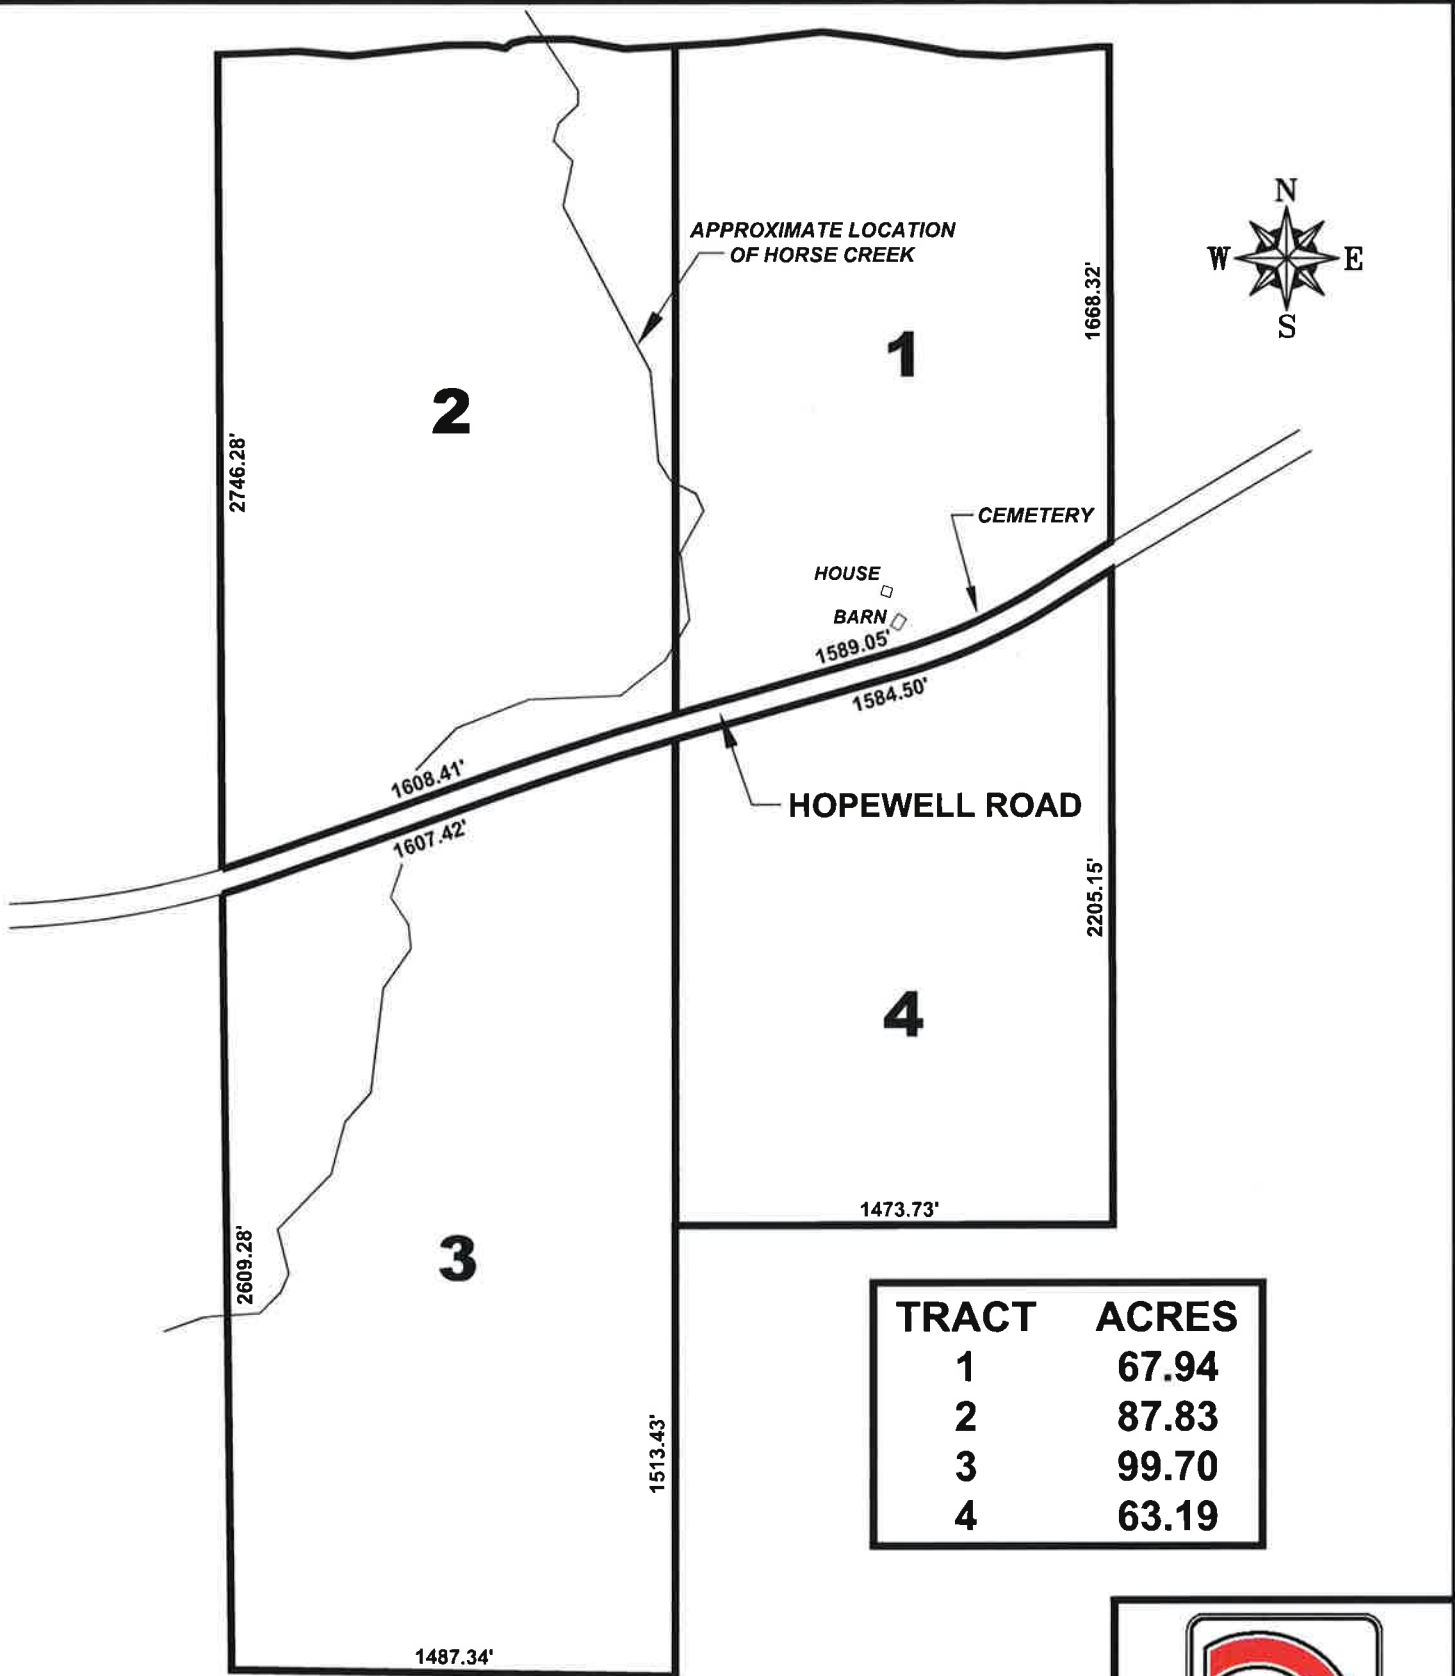 N
W E
S
APPROXIMATE LOCATION
OF HORSE CREEK
1668.32'
1
2
2746.28'
CEMETERY
HOUSE
BARN
1589.05'
1584.50'
1608.41'
1607.42'
HOPEWELL ROAD
2205.15'
4
1473.73'
2609.28'
3
1513.43'
1487.34'
TRACT ACRES
1 67.94
2 87.83
3 99.70
4 63.19